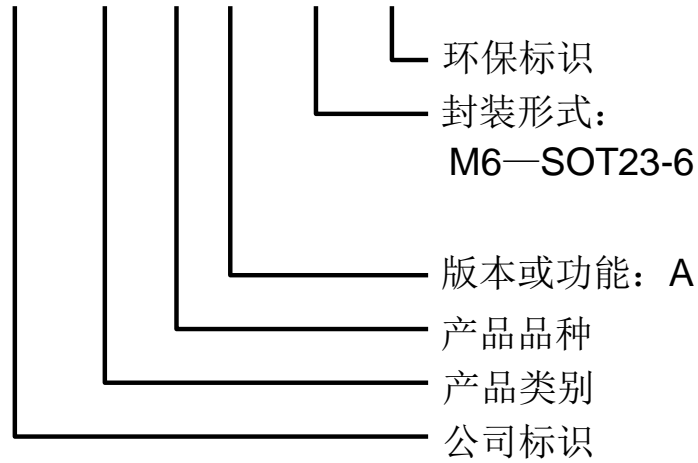 环保标识
封装形式：
M6—SOT23-6
版本或功能：A
产品品种
产品类别
公司标识